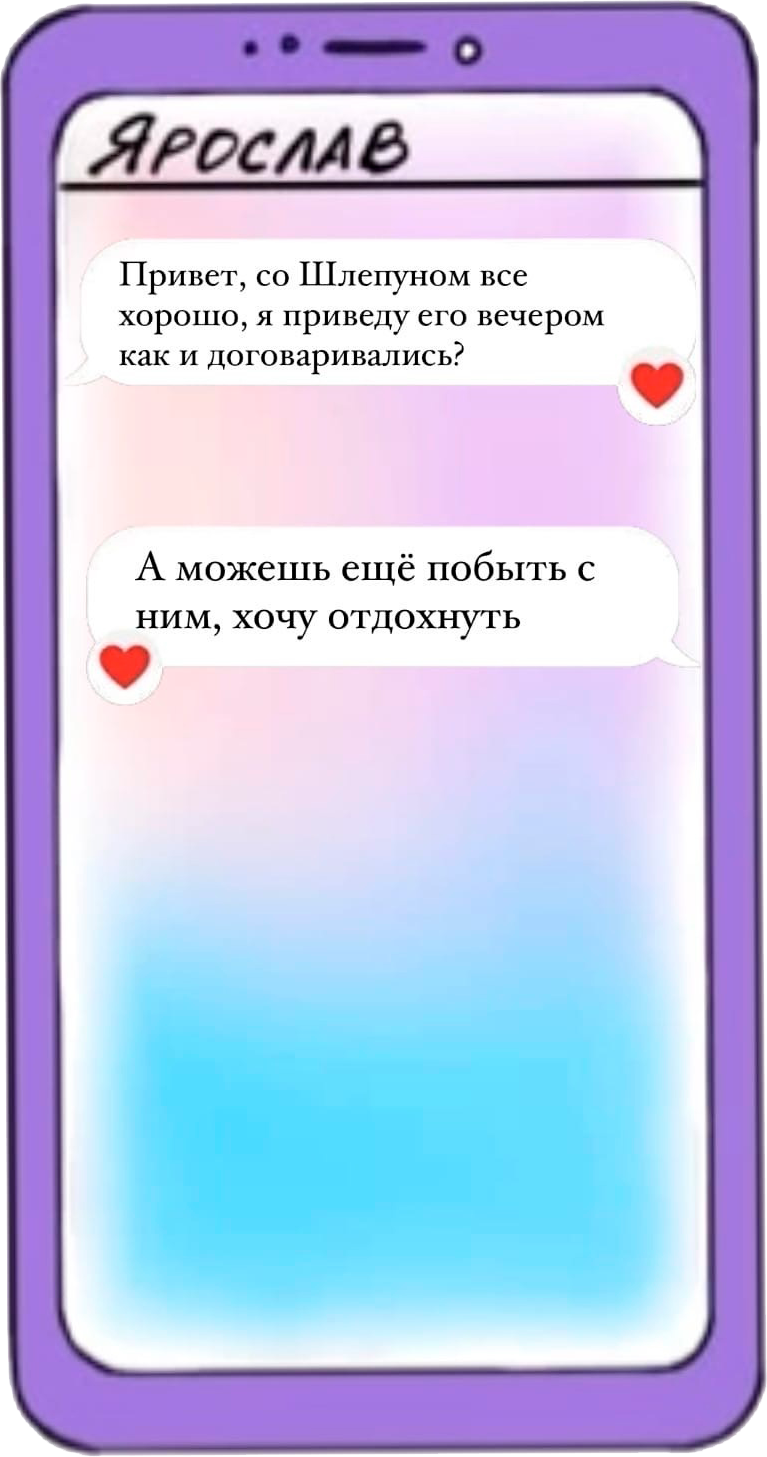 ЯРОСЛАВ
Привет, со Шлепуном все
хорошо, я приведу его вечером
как и договаривались?
А можешь ещё побыть с
ним, хочу отдохнуть